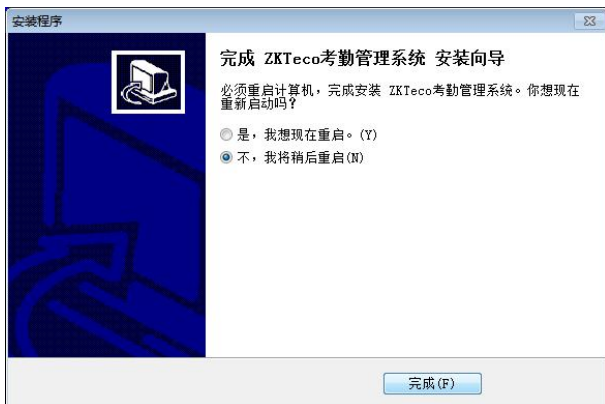 安装程序
完成 ZKTeco考勤管理系统 安装向导
必须重启计算机，完成安装 ZKTeco考勤管理系统。你想现在
重新启动吗？
是，我想现在重启。(Y)
不，我将稍后重启(N)
完成(F)